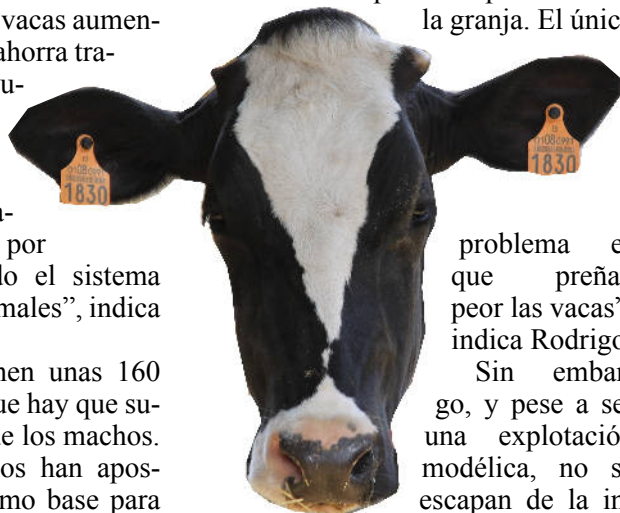 vacas aumen-
ahorra tra-
u-
a-
por
do el sistema
males”, indica
nen unas 160
ue hay que su-
e los machos.
os han apos-
mo base para
la granja. El únic
problema e
que preña
peor las vacas”
indica Rodrigo
Sin embar
go, y pese a se
una explotació
modélica, no s
escapan de la in
1830
1830